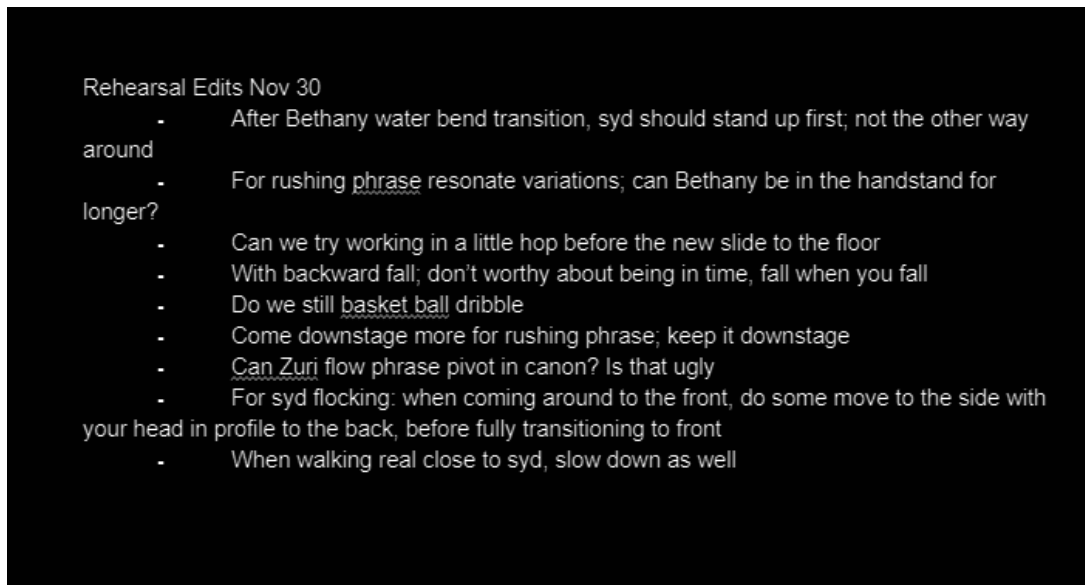 Rehearsal Edits Nov 30
- After Bethany water bend transition, syd should stand up first; not the other way
around
- For rushing phrase resonate variations; can Bethany be in the handstand for
longer?
- Can we try working in a little hop before the new slide to the floor
- With backward fall; don’t worthy about being in time, fall when you fall
- Do we still basket ball dribble
- Come downstage more for rushing phrase; keep it downstage
- Can Zuri flow phrase pivot in canon? Is that ugly
- For syd flocking: when coming around to the front, do some move to the side with
your head in profile to the back, before fully transitioning to front
- When walking real close to syd, slow down as well